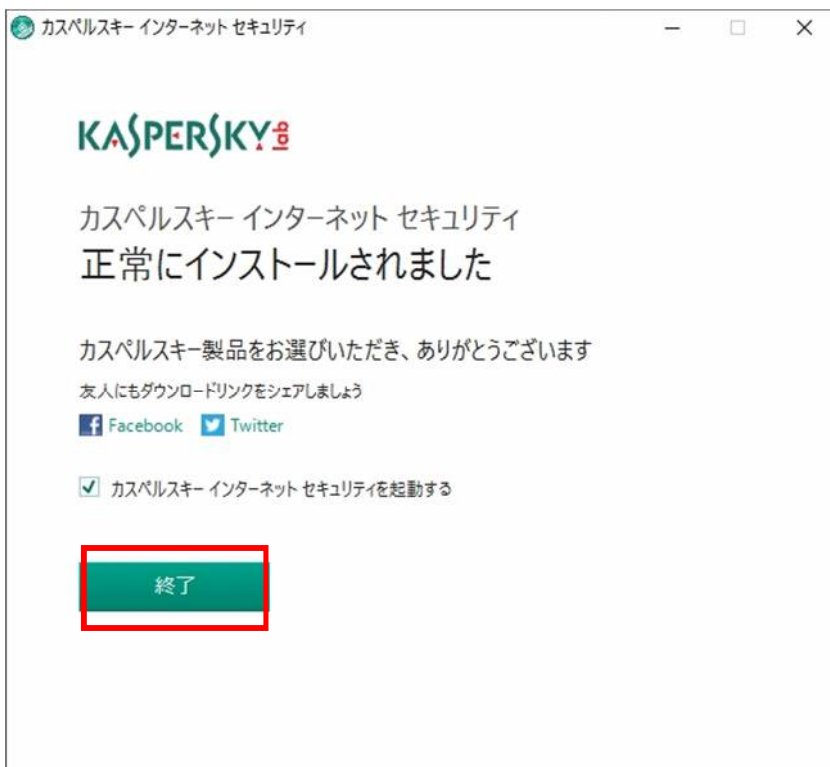 カスペルスキー インターネット セキュリティ
KASPERSKY lab
カスペルスキー インターネット セキュリティ
正常にインストールされました
カスペルスキー製品をお選びいただき、ありがとうございます
友人にもダウンロードリンクをシェアしましょう
Facebook Twitter
カスペルスキー インターネット セキュリティを起動する
終了